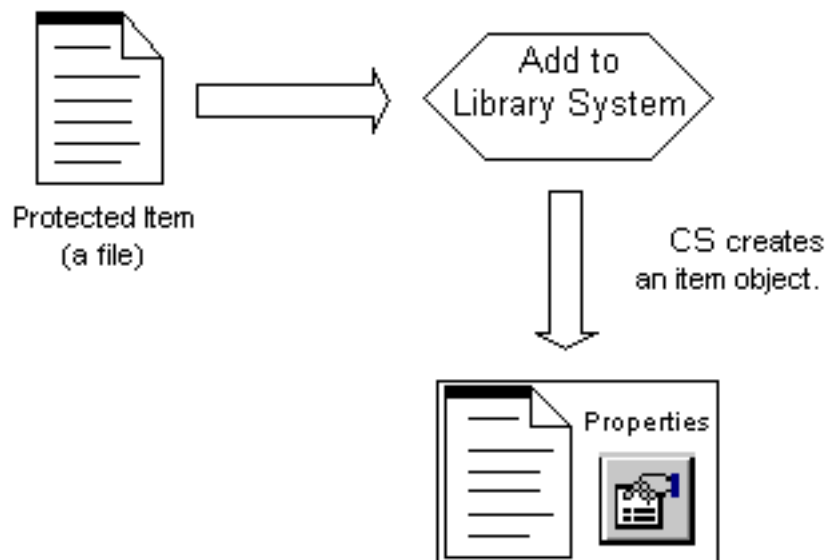 Add to
Library System
Protected Item
(a file)
CS creates
an item object.
Properties